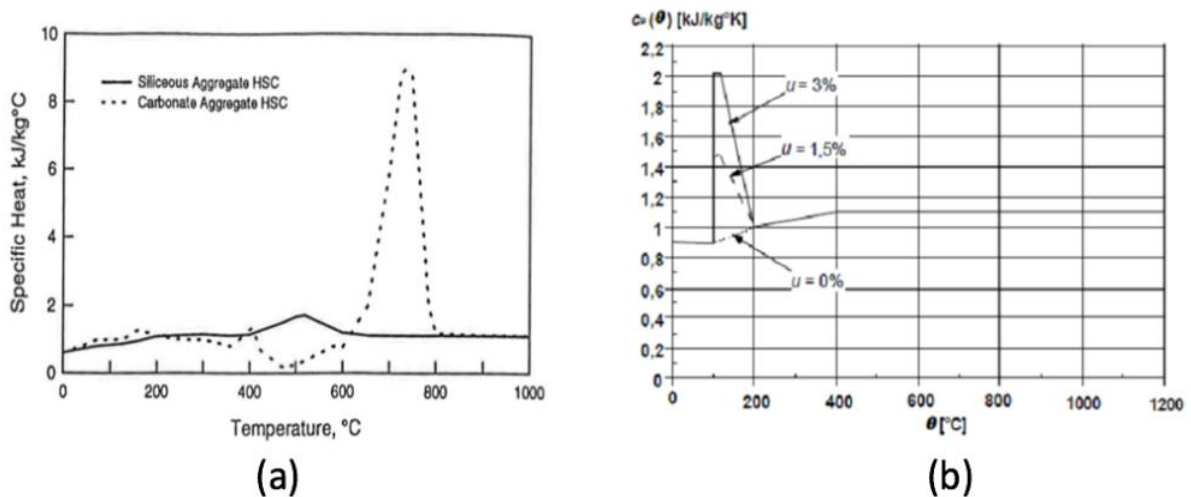 10
8
6
4
2
0
Specific Heat, kJ/kg°C
Siliceous Aggregate HSC
Carbonate Aggregate HSC
0 200 400 600 800 1000
Temperature, °C
(a)
cₚ(θ) [kJ/kg°K]
2,2
2
1,8
1,6
1,4
1,2
1
0,8
0,6
0,4
0,2
0
u = 3%
u = 1,5%
u = 0%
0 200 400 600 800 1000 1200
θ [°C]
(b)